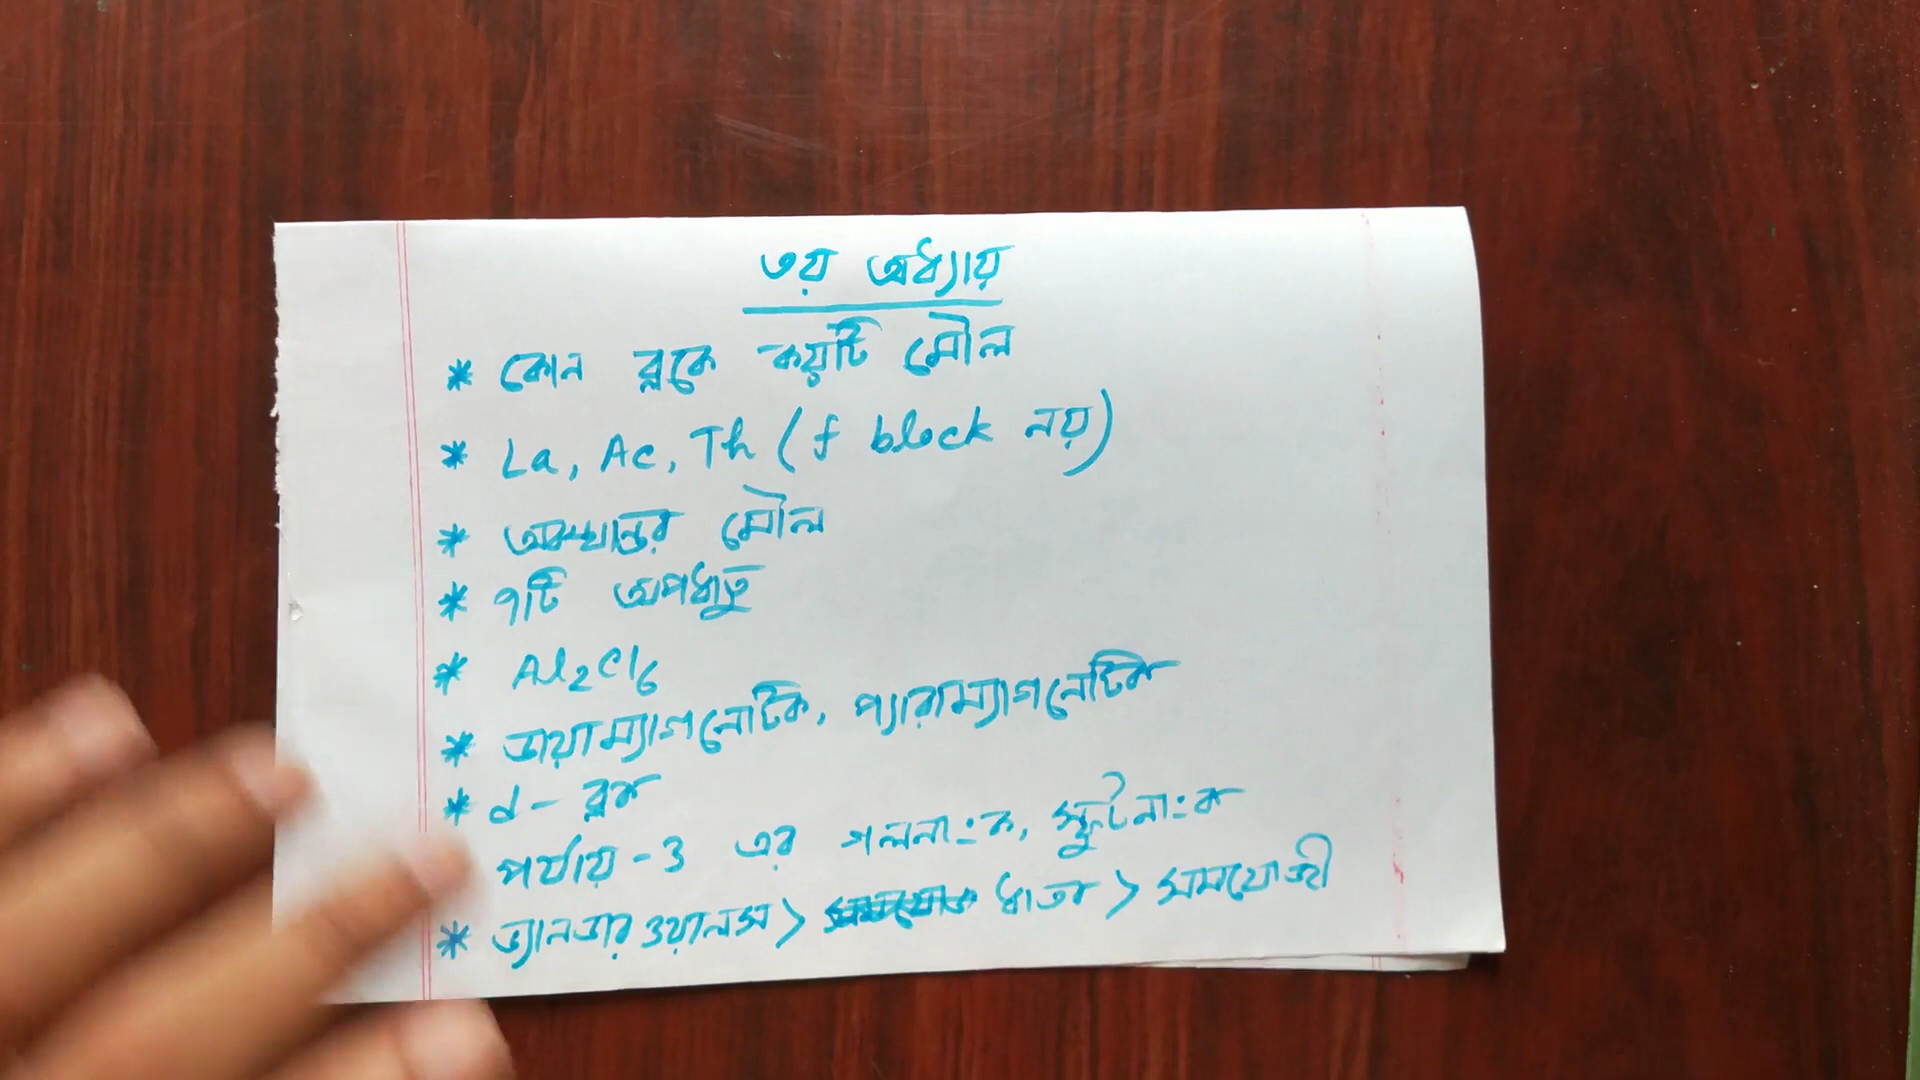 ৩য় অধ্যায়
* কোন ব্লকে কয়টি মৌল
* La, Ac, Th (f block নয়)
* অবস্থান্তর মৌল
* ৭টি অপধাতু
* Al₂Cl₆
* ডায়াম্যাগনেটিক, প্যারাম্যাগনেটিক
* d- ব্লক
পর্যায় -3 এর গলনাংক, স্ফুটনাংক
* ভ্যানডার ওয়ালস > ধাতব > সমযোজী